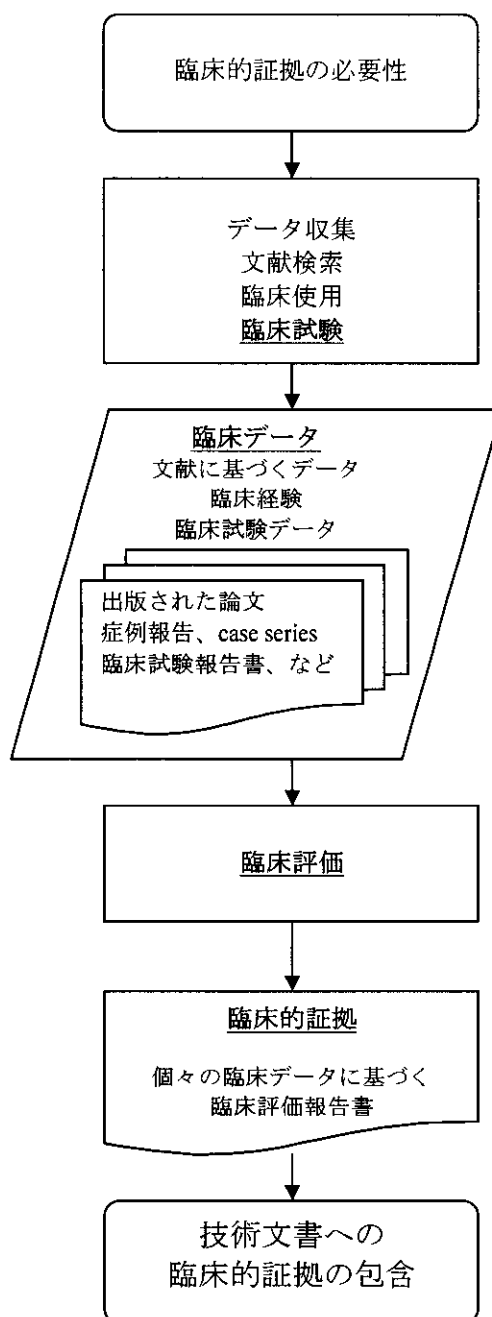 臨床的証拠の必要性
データ収集
文献検索
臨床使用
臨床試験
臨床データ
文献に基づくデータ
臨床経験
臨床試験データ
出版された論文
症例報告、case series
臨床試験報告書、など
臨床評価
臨床的証拠
個々の臨床データに基づく
臨床評価報告書
技術文書への
臨床的証拠の包含